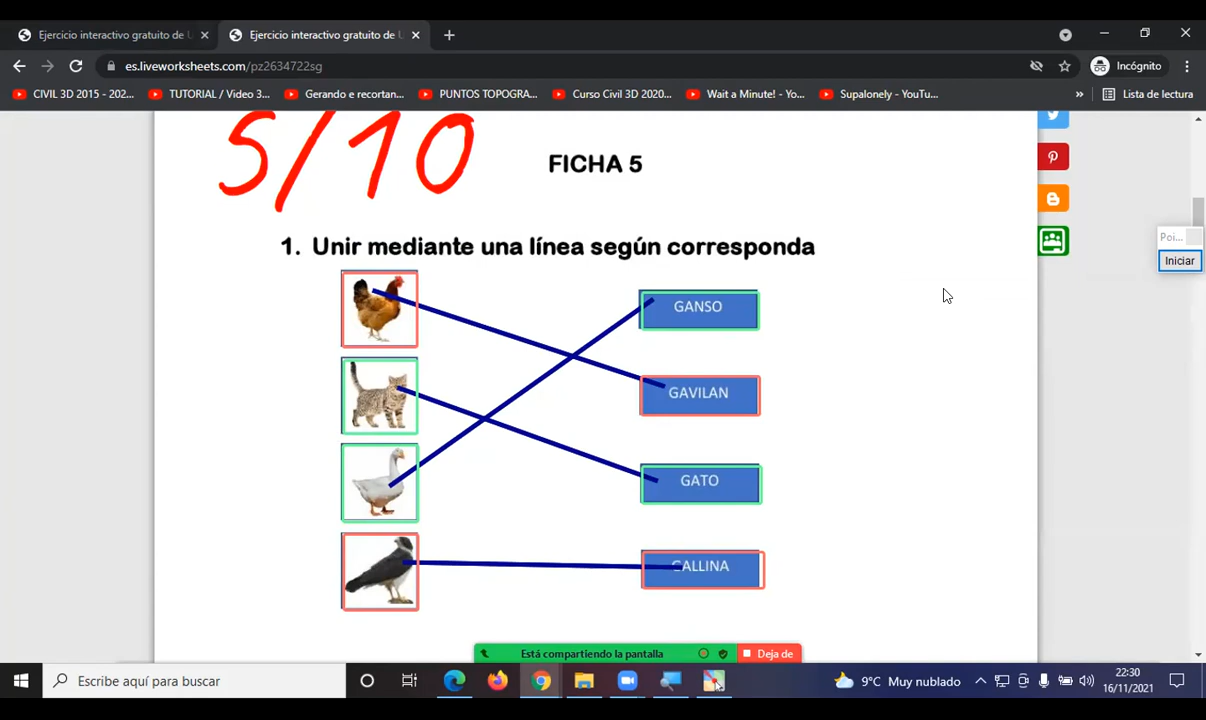 Ejercicio interactivo gratuito de U
Ejercicio interactivo gratuito de U
es.liveworksheets.com/pz2634722sg
Incógnito
CIVIL 3D 2015 - 202...
TUTORIAL / Video 3...
Gerando e recortan...
PUNTOS TOPOGRA...
Curso Civil 3D 2020...
Wait a Minute! - Yo...
Supalonely - YouTu...
»
Lista de lectura
5/10
FICHA 5
Poi...
Iniciar
1. Unir mediante una línea según corresponda
GANSO
GAVILAN
GATO
GALLINA
Está compartiendo la pantalla
Deja de
Escribe aquí para buscar
9°C Muy nublado
22:30
16/11/2021